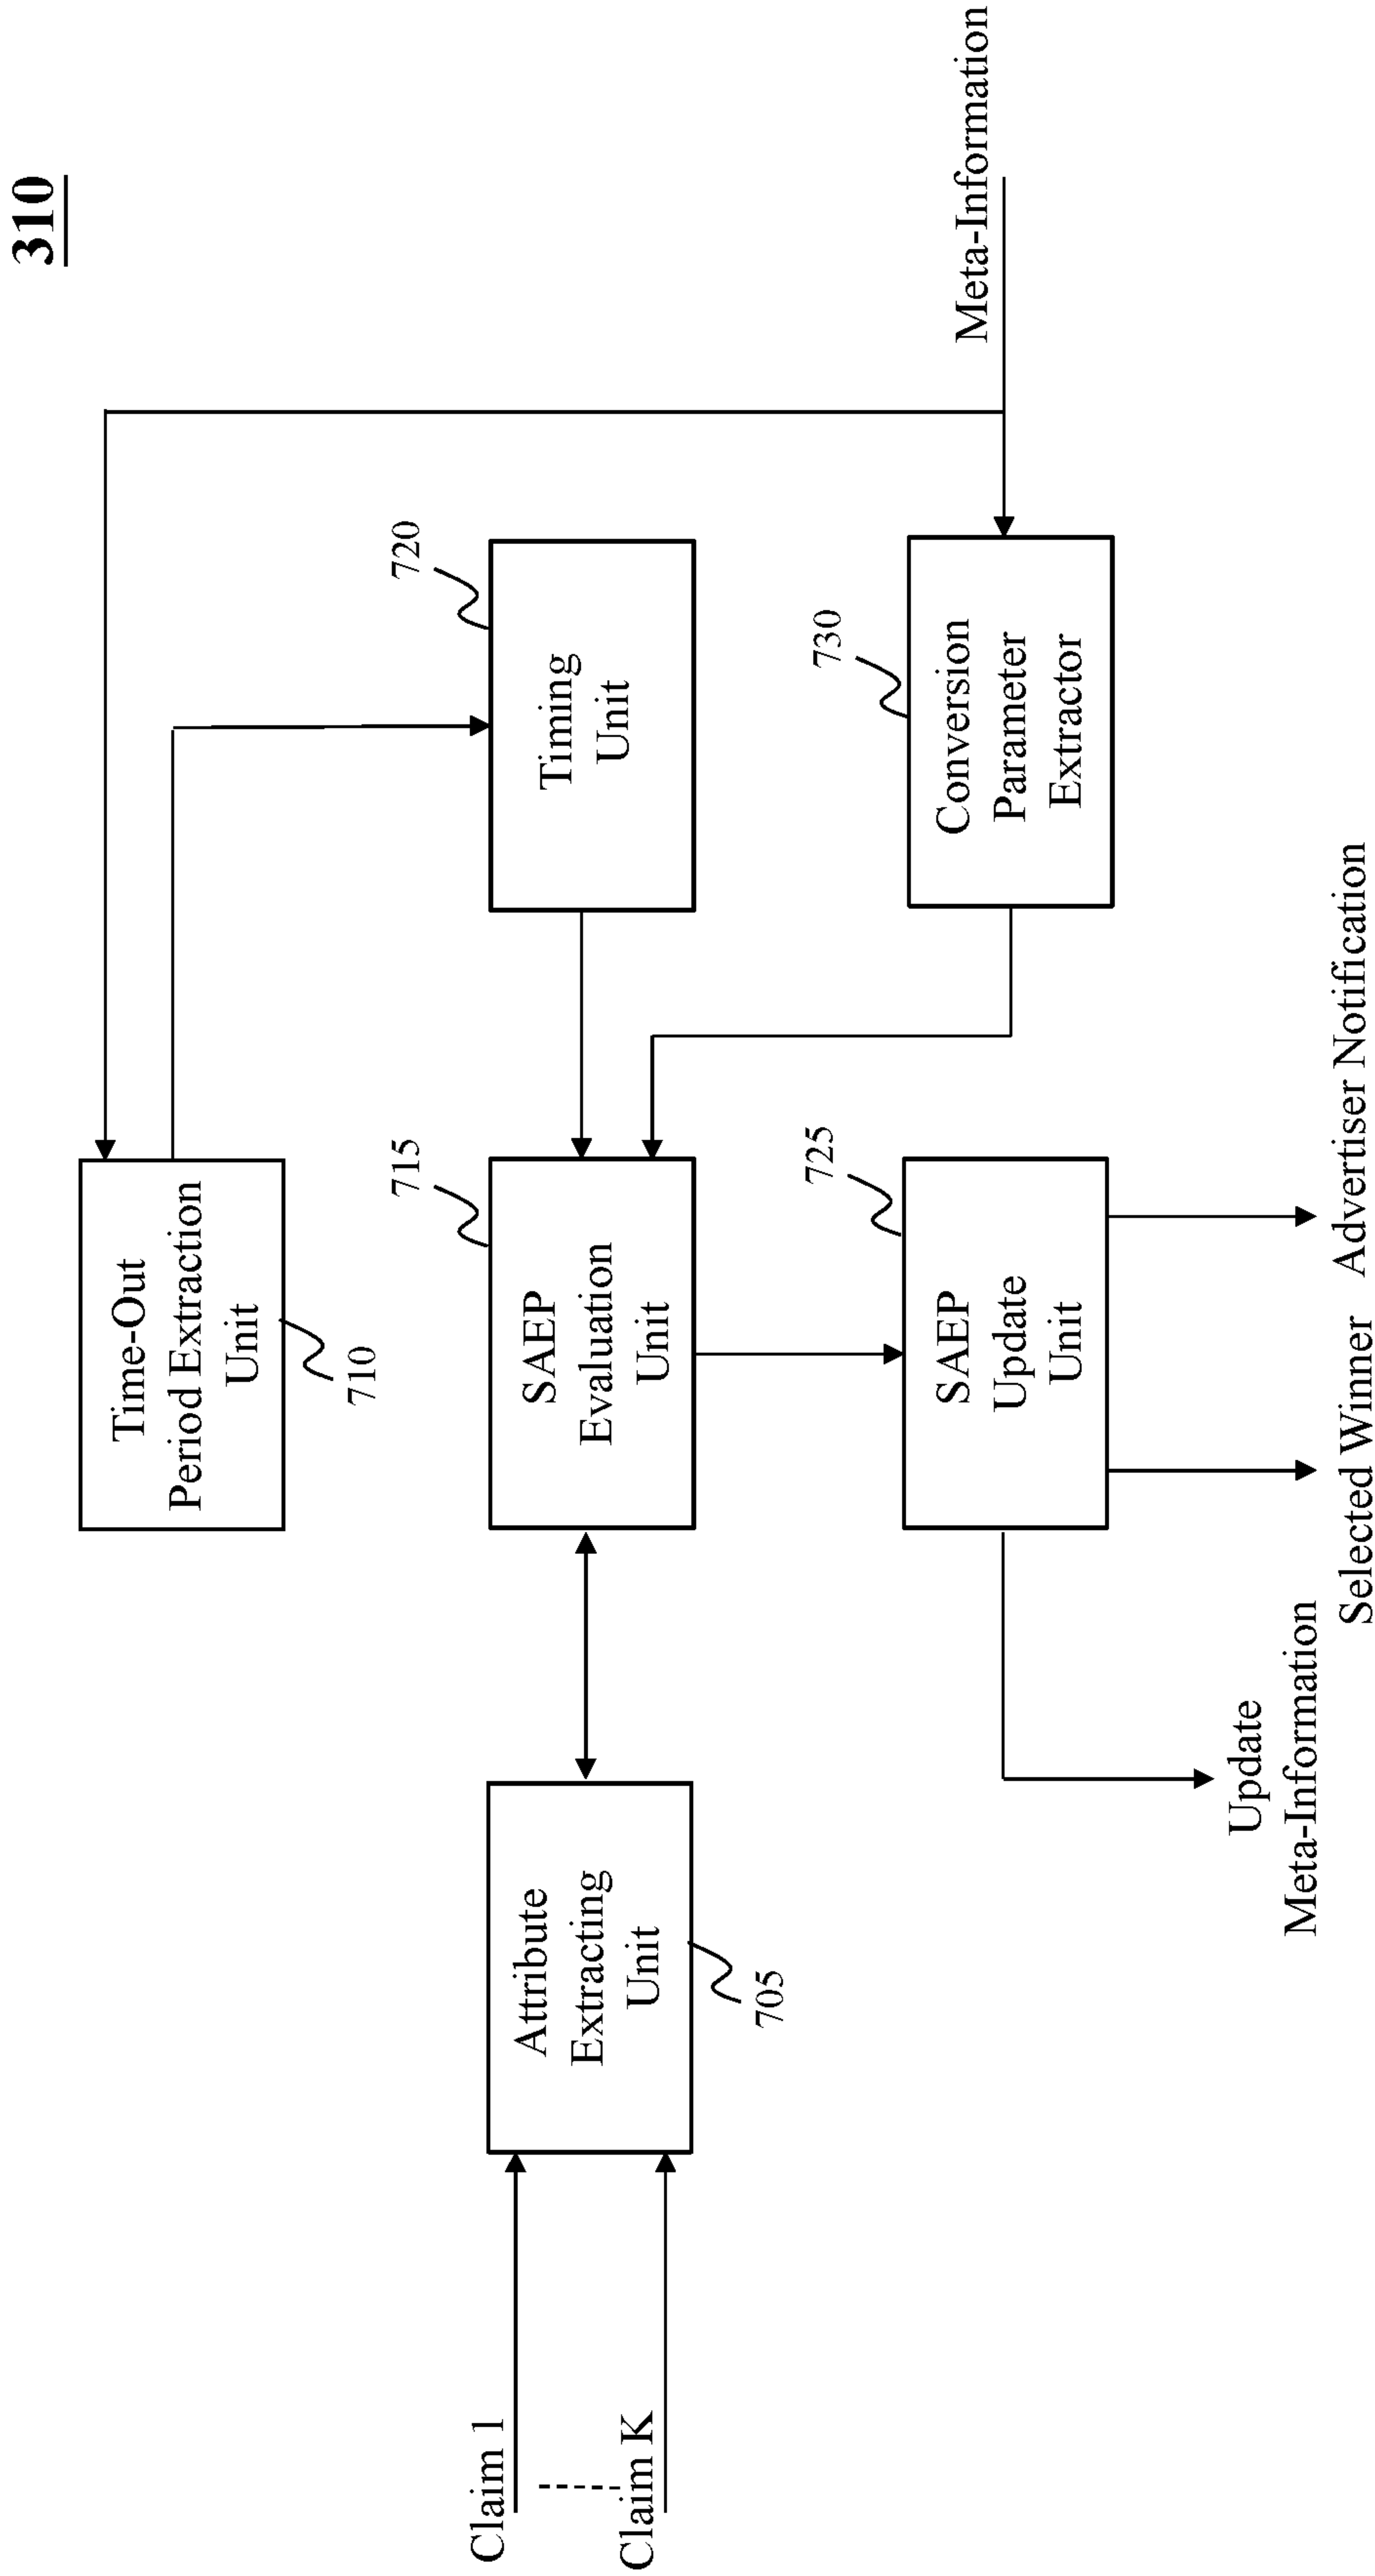 310
Time-Out
Period Extraction
Unit
710
Claim 1
Claim K
Attribute
Extracting
Unit
705
715
SAEP
Evaluation
Unit
720
Timing
Unit
725
SAEP
Update
Unit
730
Conversion
Parameter
Extractor
Meta-Information
Update
Meta-Information
Selected Winner
Advertiser Notification